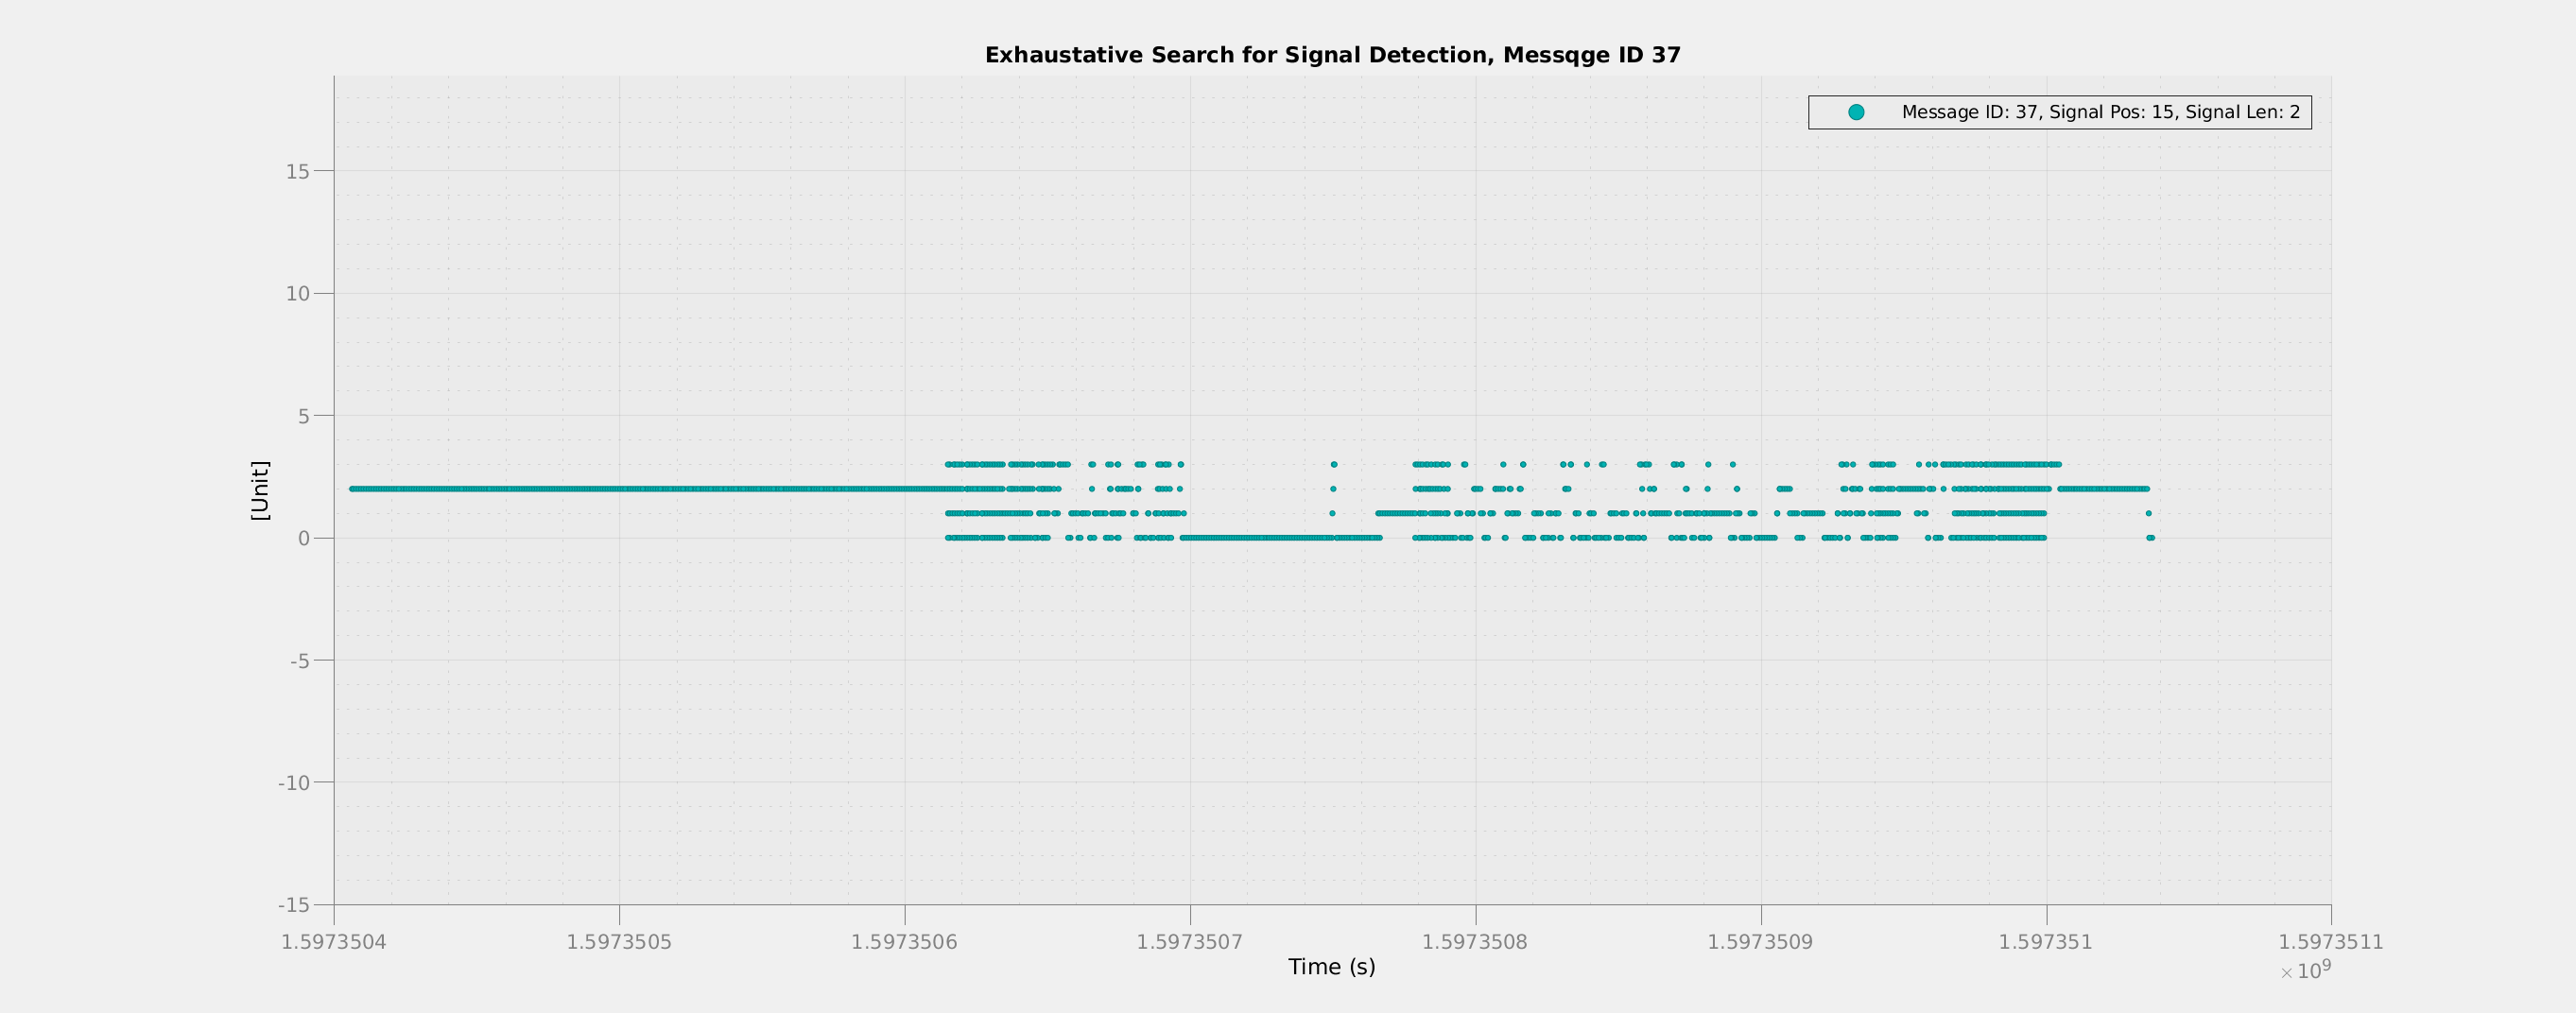 Exhaustative Search for Signal Detection, Messqge ID 37
Message ID: 37, Signal Pos: 15, Signal Len: 2
15
10
5
0
-5
-10
-15
[Unit]
1.5973504 1.5973505 1.5973506 1.5973507 1.5973508 1.5973509 1.597351 1.5973511
Time (s)
× 10⁹